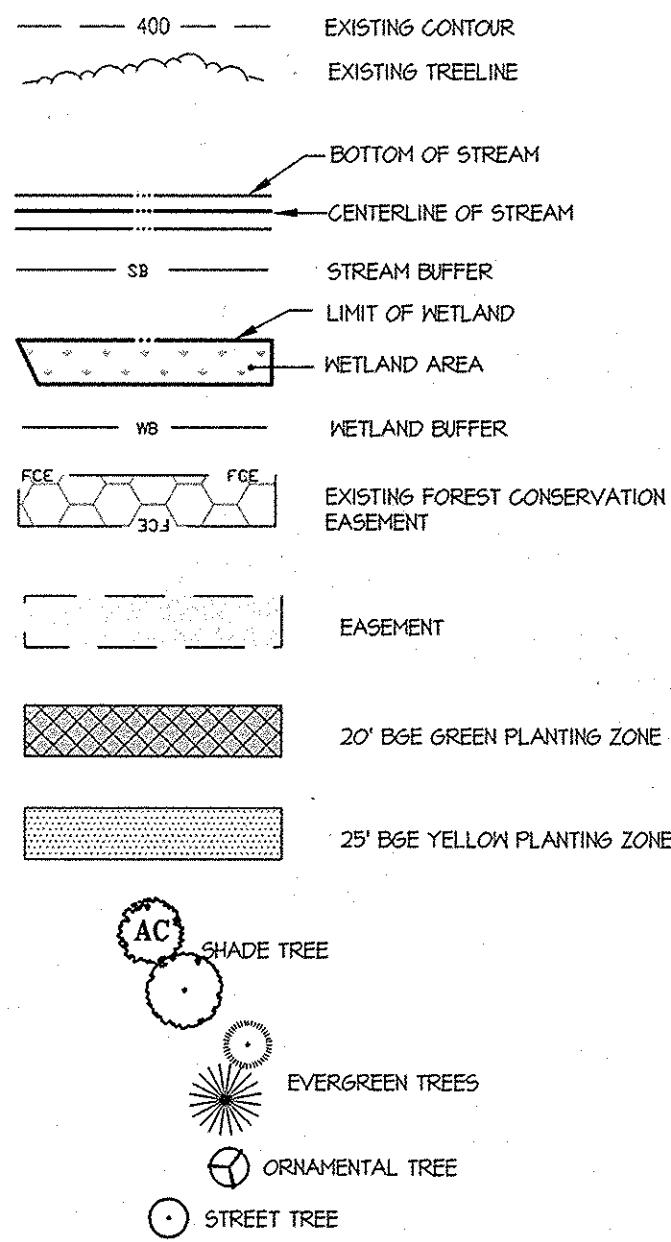 400 EXISTING CONTOUR
EXISTING TREELINE
BOTTOM OF STREAM
CENTERLINE OF STREAM
SB STREAM BUFFER
LIMIT OF WETLAND
WETLAND AREA
WB WETLAND BUFFER
FCE FCE
EXISTING FOREST CONSERVATION
EASEMENT
FCE
EASEMENT
20' BGE GREEN PLANTING ZONE
25' BGE YELLOW PLANTING ZONE
AC
SHADE TREE
EVERGREEN TREES
ORNAMENTAL TREE
STREET TREE